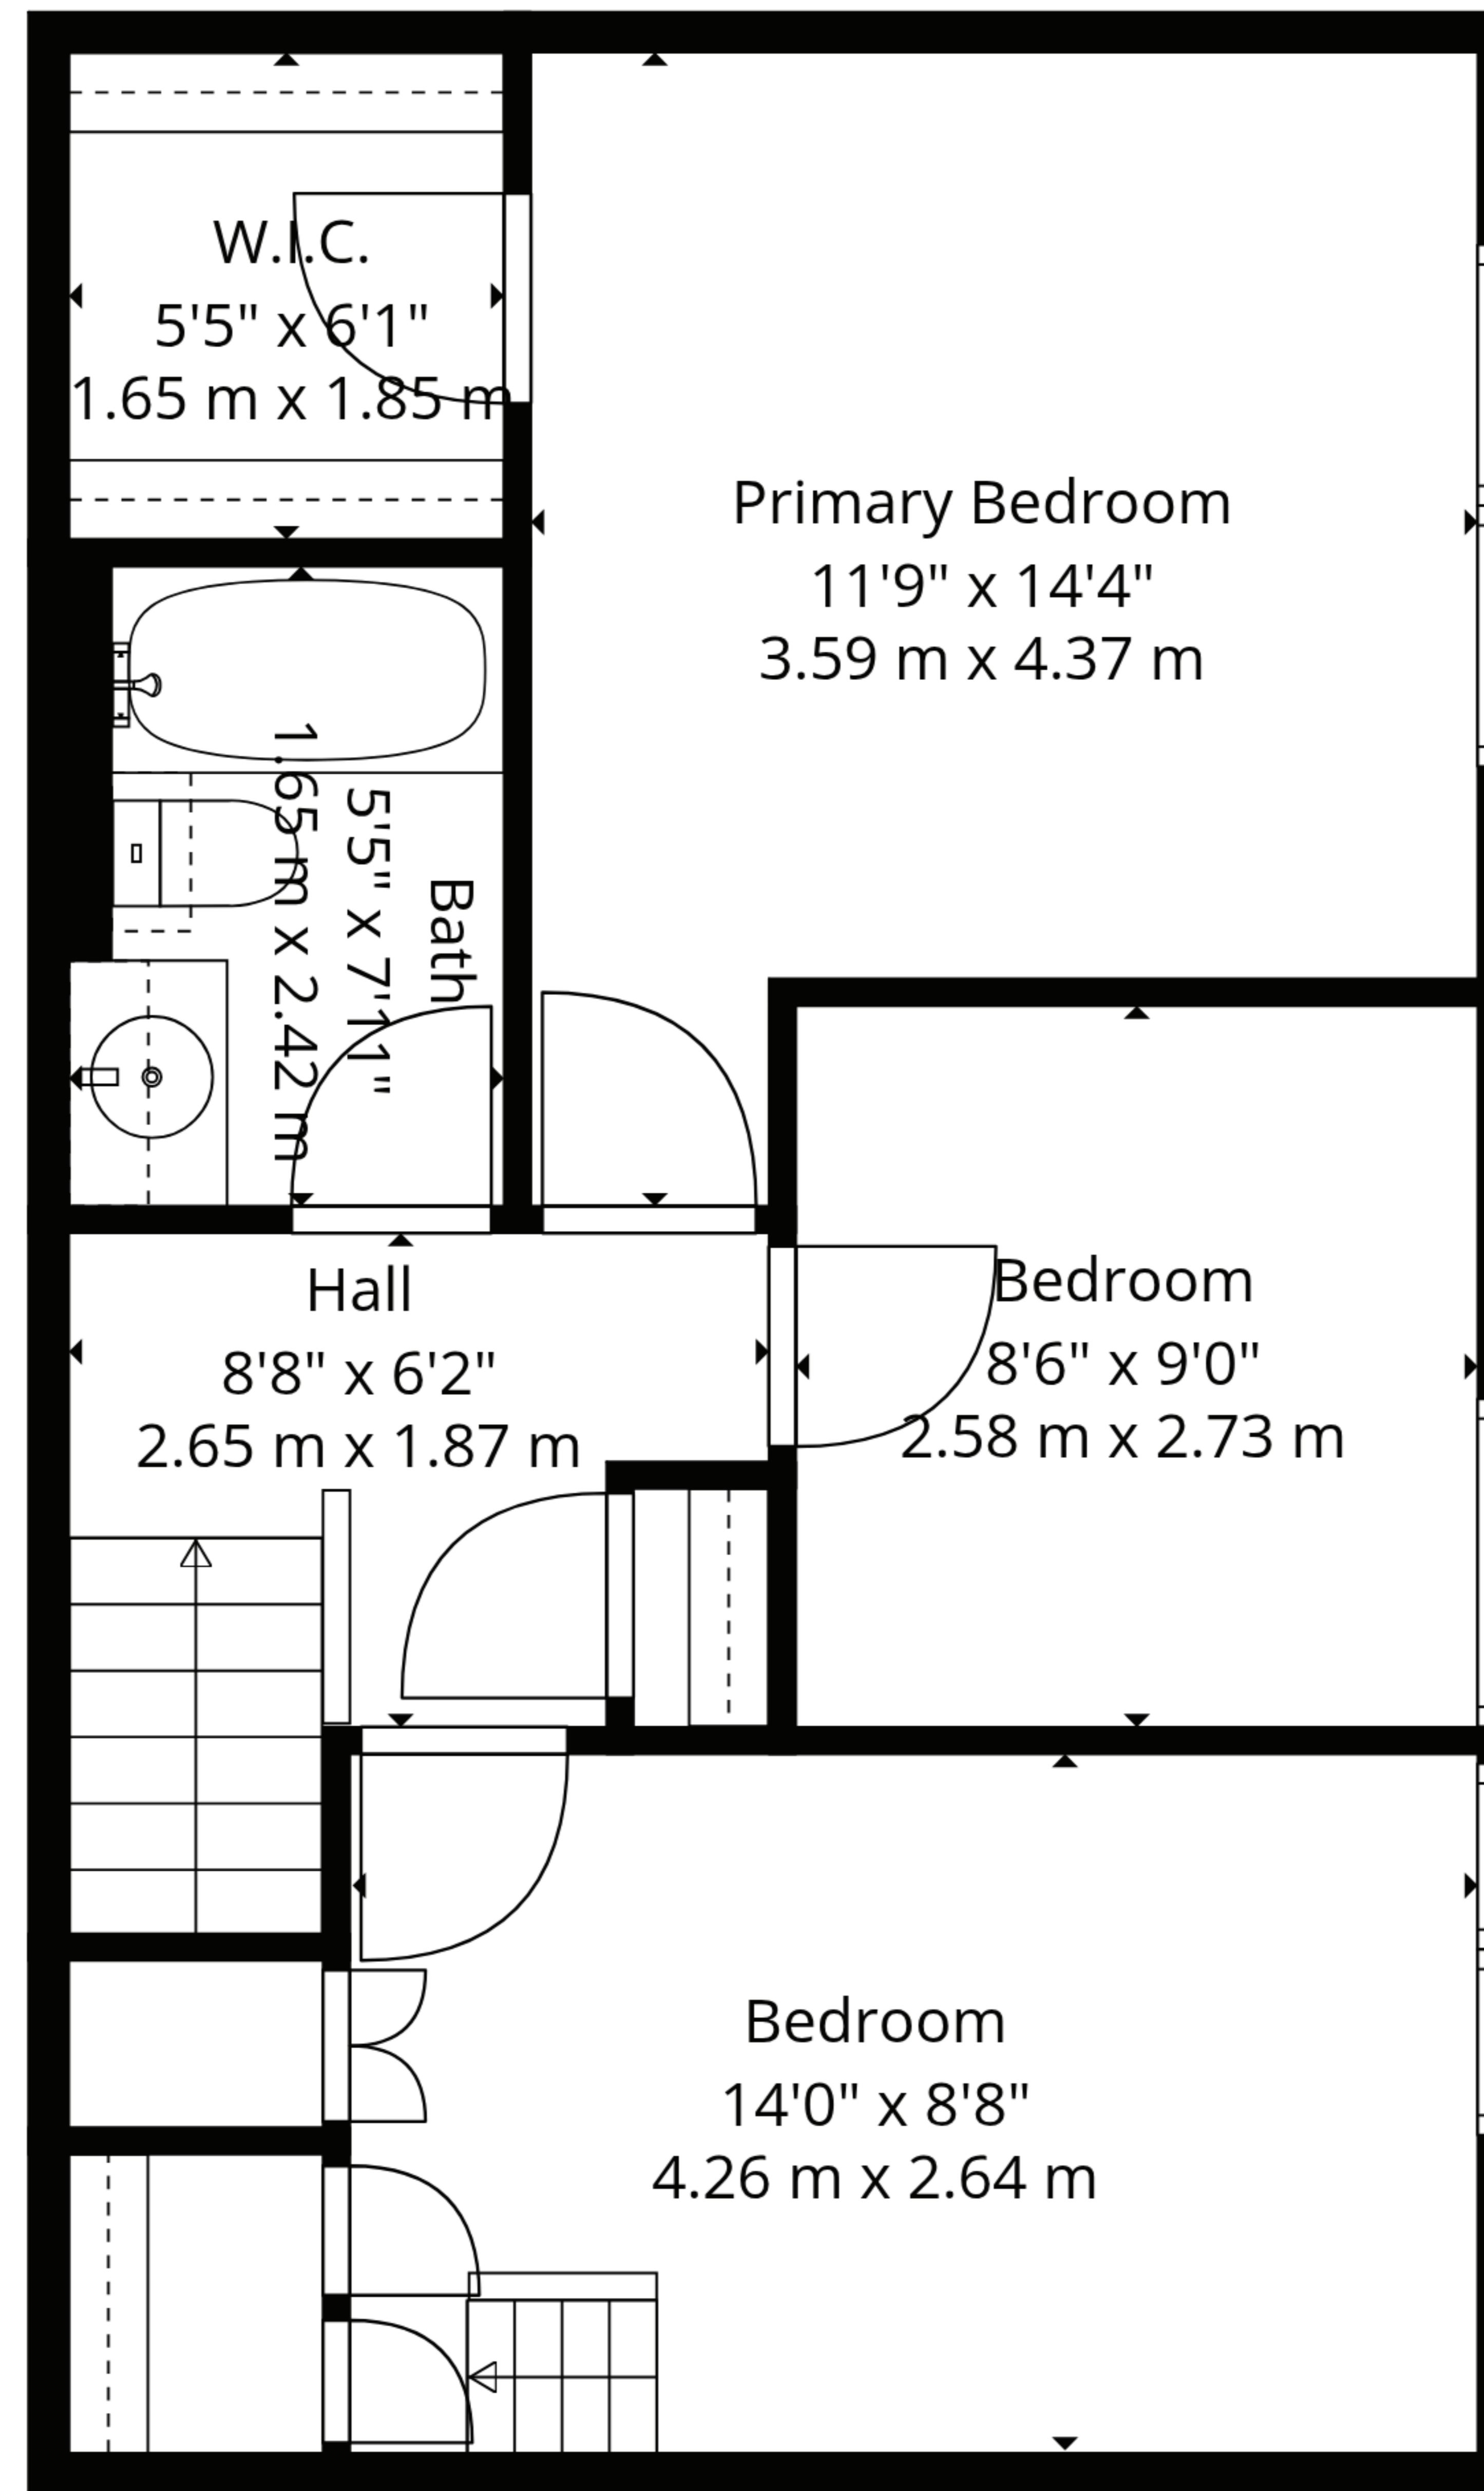 W.I.C.
5'5" x 6'1"
1.65 m x 1.85 m
Primary Bedroom
11'9" x 14'4"
3.59 m x 4.37 m
Bath
5'5" x 7'11"
1.65 m x 2.42 m
Hall
8'8" x 6'2"
2.65 m x 1.87 m
Bedroom
8'6" x 9'0"
2.58 m x 2.73 m
Bedroom
14'0" x 8'8"
4.26 m x 2.64 m